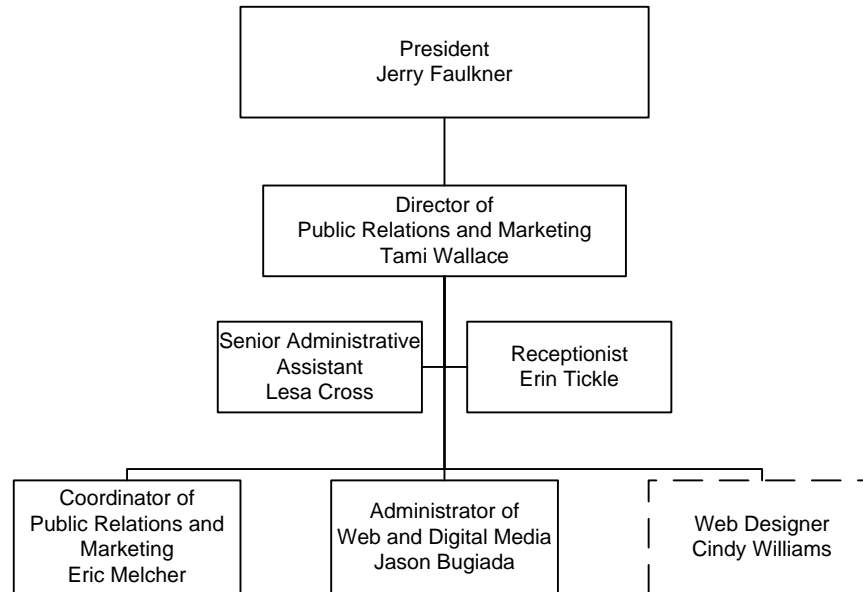 President
Jerry Faulkner
Director of
Public Relations and Marketing
Tami Wallace
Senior Administrative
Assistant
Lesa Cross
Receptionist
Erin Tickle
Coordinator of
Public Relations and
Marketing
Eric Melcher
Administrator of
Web and Digital Media
Jason Bugiada
Web Designer
Cindy Williams